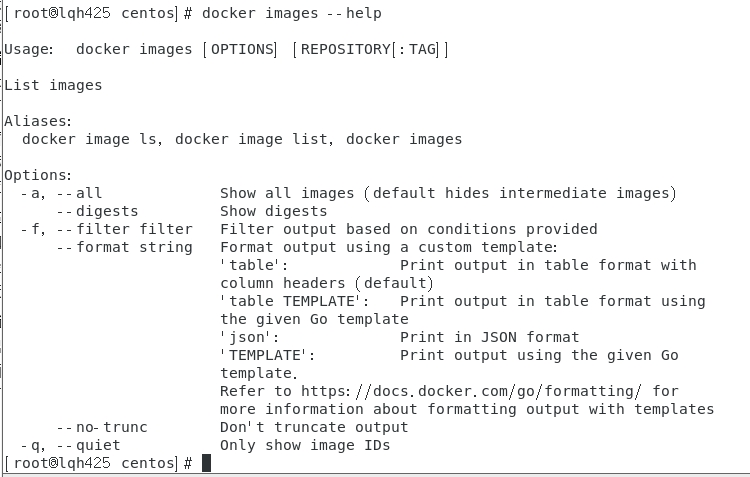 [root@lqh425 centos]# docker images --help
Usage:  docker images [OPTIONS] [REPOSITORY[:TAG]]
List images
Aliases:
  docker image ls, docker image list, docker images
Options:
  -a, --all             Show all images (default hides intermediate images)
      --digests         Show digests
  -f, --filter filter   Filter output based on conditions provided
      --format string   Format output using a custom template:
                        'table':            Print output in table format with
                        column headers (default)
                        'table TEMPLATE':   Print output in table format using
                        the given Go template
                        'json':             Print in JSON format
                        'TEMPLATE':         Print output using the given Go
                        template.
                        Refer to https://docs.docker.com/go/formatting/ for
                        more information about formatting output with templates
      --no-trunc        Don't truncate output
  -q, --quiet           Only show image IDs
[root@lqh425 centos]#